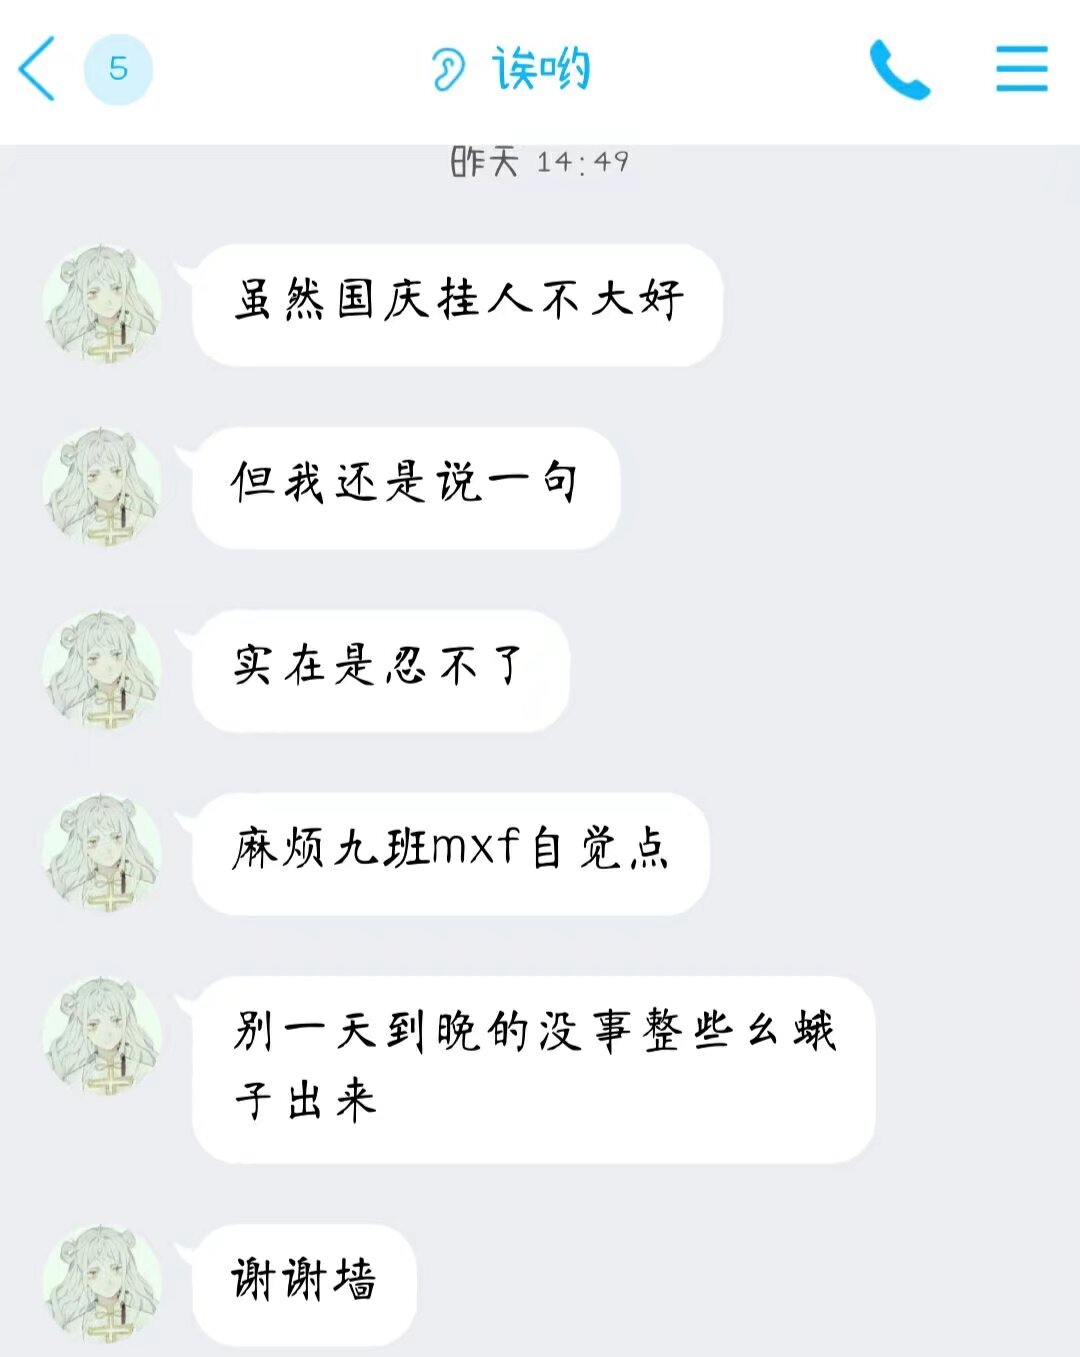 5
诶哟
昨天 14:49
虽然国庆挂人不大好
但我还是说一句
实在是忍不了
麻烦九班mxf自觉点
别一天到晚的没事整些幺蛾
子出来
谢谢墙